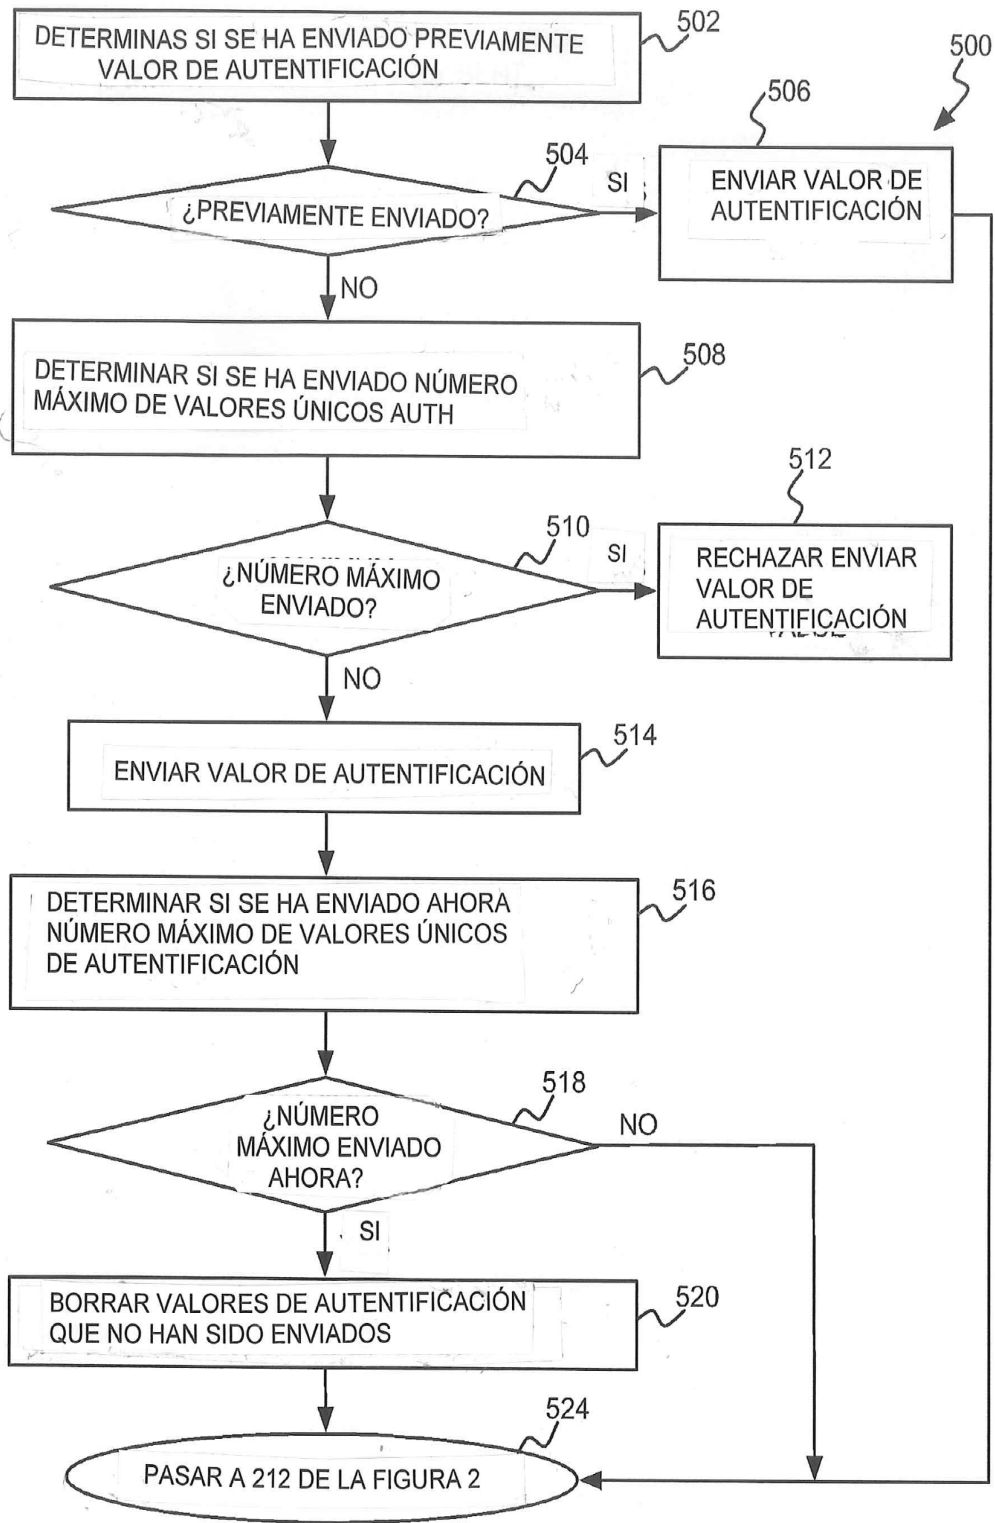 DETERMINAS SI SE HA ENVIADO PREVIAMENTE
VALOR DE AUTENTIFICACIÓN
502
500
506
504
¿PREVIAMENTE ENVIADO?
SI
ENVIAR VALOR DE
AUTENTIFICACIÓN
NO
508
DETERMINAR SI SE HA ENVIADO NÚMERO
MÁXIMO DE VALORES ÚNICOS AUTH
512
510
¿NÚMERO MÁXIMO
ENVIADO?
SI
RECHAZAR ENVIAR
VALOR DE
AUTENTIFICACIÓN
NO
514
ENVIAR VALOR DE AUTENTIFICACIÓN
516
DETERMINAR SI SE HA ENVIADO AHORA
NÚMERO MÁXIMO DE VALORES ÚNICOS
DE AUTENTIFICACIÓN
518
¿NÚMERO
MÁXIMO ENVIADO
AHORA?
NO
SI
520
BORRAR VALORES DE AUTENTIFICACIÓN
QUE NO HAN SIDO ENVIADOS
524
PASAR A 212 DE LA FIGURA 2